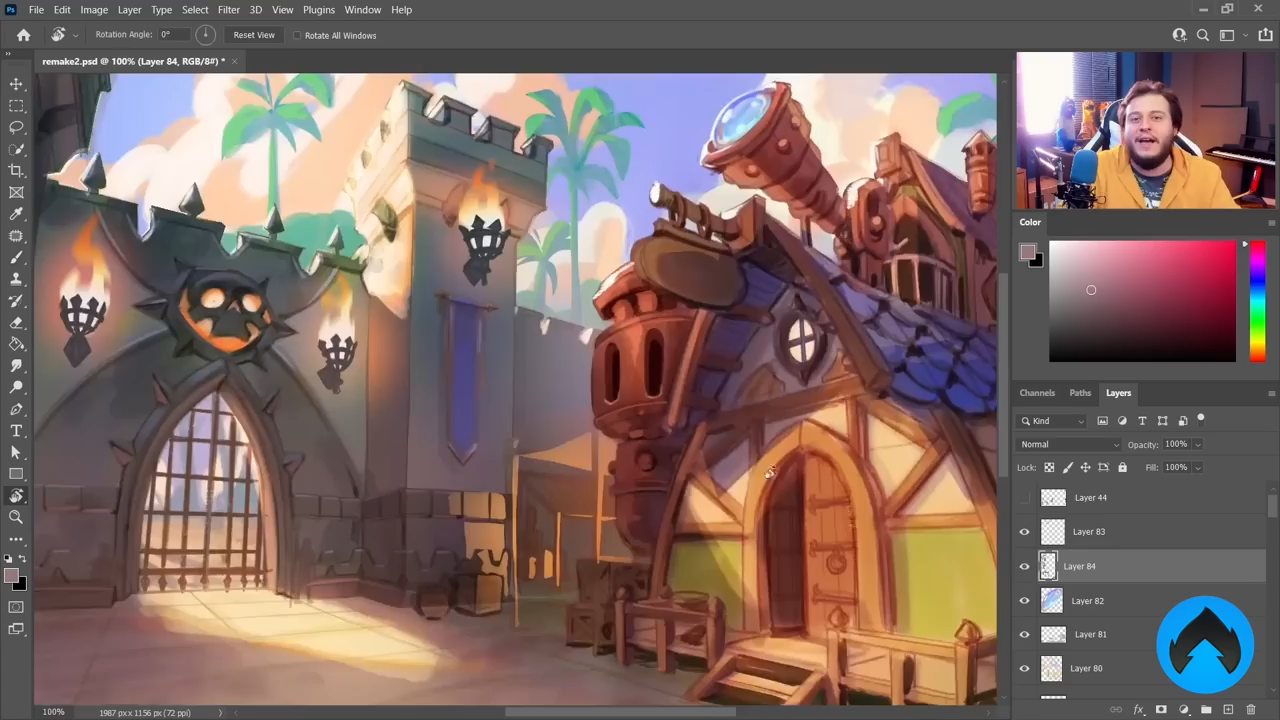 Ps File Edit Image Layer Type Select Filter 3D View Plugins Window Help
Rotation Angle: 0° Reset View Rotate All Windows
remake2.psd @ 100% (Layer 84, RGB/8#) * ×
Color
Channels Paths Layers
Kind
Normal Opacity: 100%
Lock: Fill: 100%
Layer 44
Layer 83
Layer 84
Layer 82
Layer 81
Layer 80
100% 1987 px x 1156 px (72 ppi)